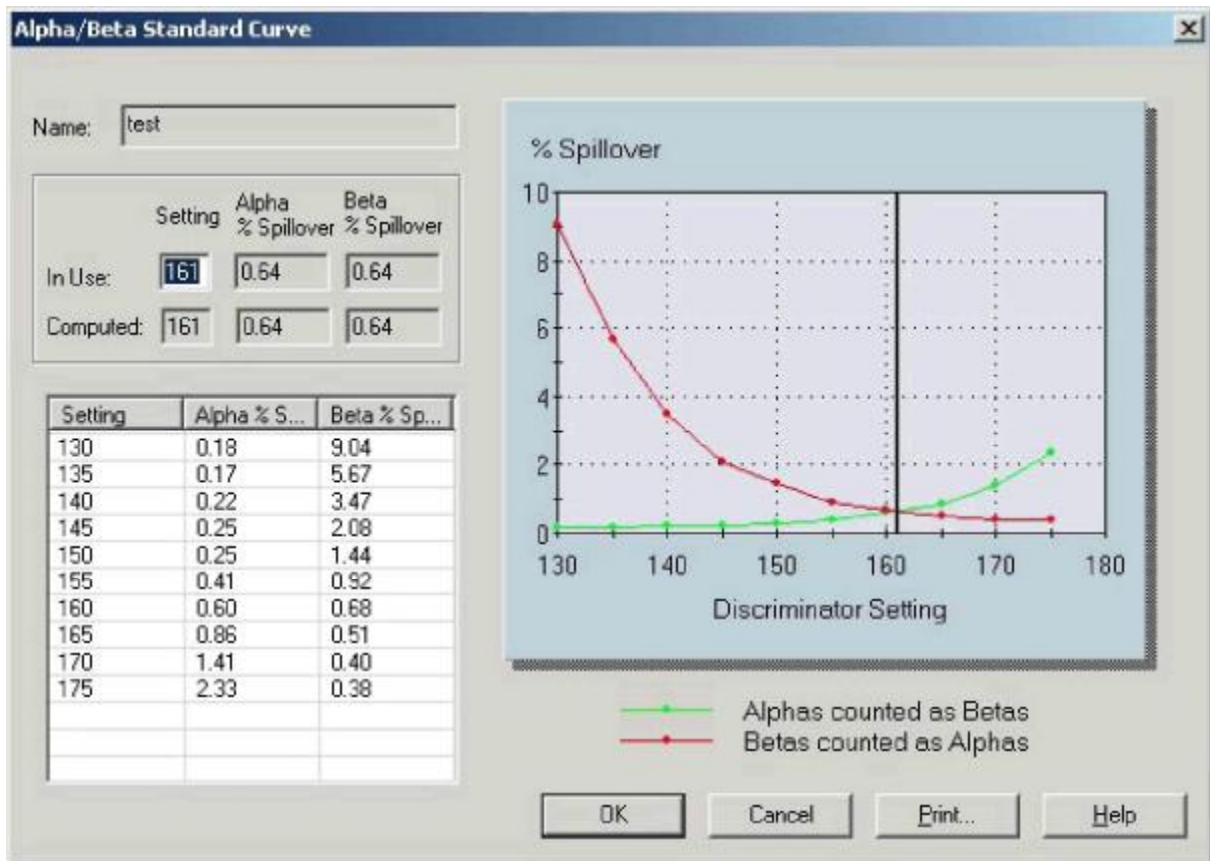 Alpha/Beta Standard Curve
Name: test
Setting Alpha % Spillover Beta % Spillover
In Use: 161 0.64 0.64
Computed: 161 0.64 0.64
Setting Alpha % S... Beta % Sp...
130 0.18 9.04
135 0.17 5.67
140 0.22 3.47
145 0.25 2.08
150 0.25 1.44
155 0.41 0.92
160 0.60 0.68
165 0.86 0.51
170 1.41 0.40
175 2.33 0.38
% Spillover
10
8
6
4
2
0
130 140 150 160 170 180
Discriminator Setting
Alphas counted as Betas
Betas counted as Alphas
OK Cancel Print... Help